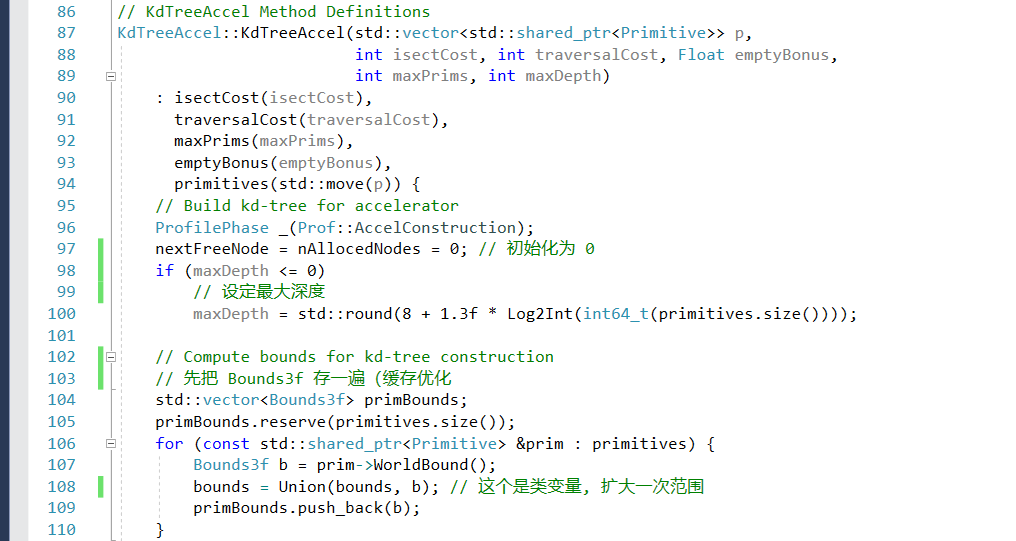 86 // KdTreeAccel Method Definitions
87 KdTreeAccel::KdTreeAccel(std::vector<std::shared_ptr<Primitive>> p,
88                          int isectCost, int traversalCost, Float emptyBonus,
89                          int maxPrims, int maxDepth)
90     : isectCost(isectCost),
91       traversalCost(traversalCost),
92       maxPrims(maxPrims),
93       emptyBonus(emptyBonus),
94       primitives(std::move(p)) {
95     // Build kd-tree for accelerator
96     ProfilePhase _(Prof::AccelConstruction);
97     nextFreeNode = nAllocedNodes = 0; // 初始化为 0
98     if (maxDepth <= 0)
99         // 设定最大深度
100         maxDepth = std::round(8 + 1.3f * Log2Int(int64_t(primitives.size())));
101
102     // Compute bounds for kd-tree construction
103     // 先把 Bounds3f 存一遍（缓存优化
104     std::vector<Bounds3f> primBounds;
105     primBounds.reserve(primitives.size());
106     for (const std::shared_ptr<Primitive> &prim : primitives) {
107         Bounds3f b = prim->WorldBound();
108         bounds = Union(bounds, b); // 这个是类变量, 扩大一次范围
109         primBounds.push_back(b);
110     }